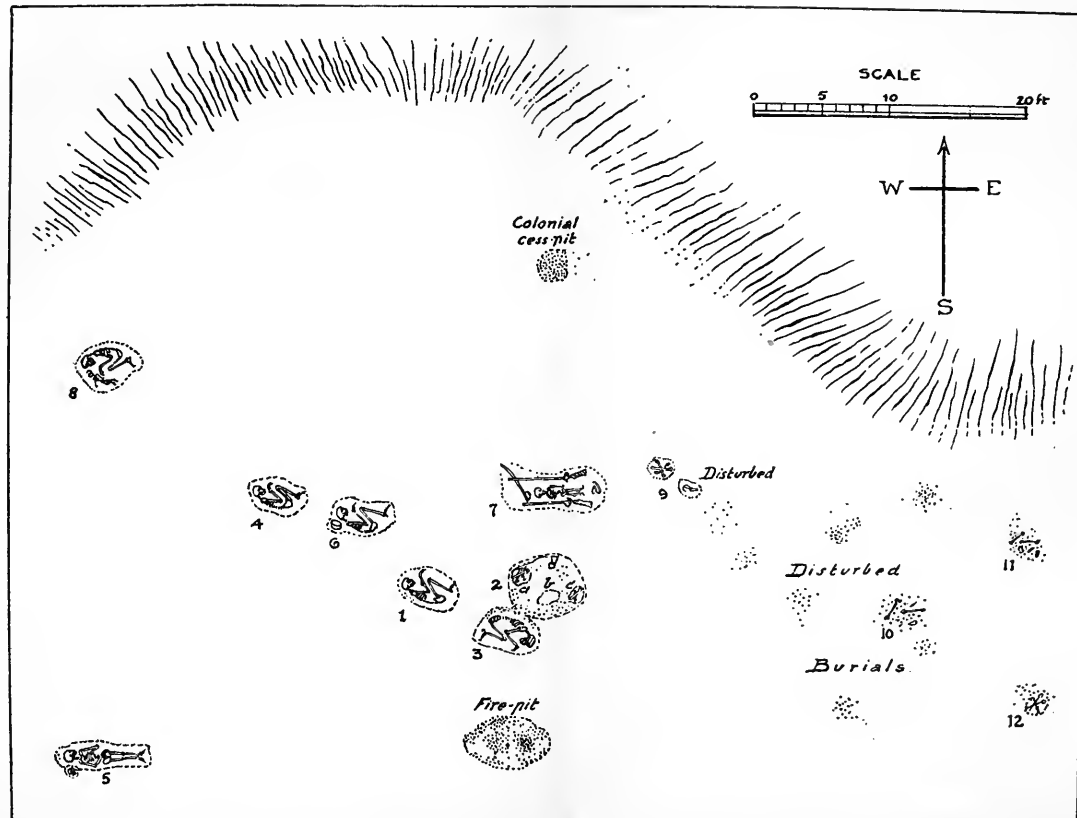 SCALE
0 5 10 20 ft
W E
S
Colonial
cess-pit
8
4
6
7
9 Disturbed
1
2 a b c d
3
11
Disturbed
10
Burials
Fire-pit
12
5